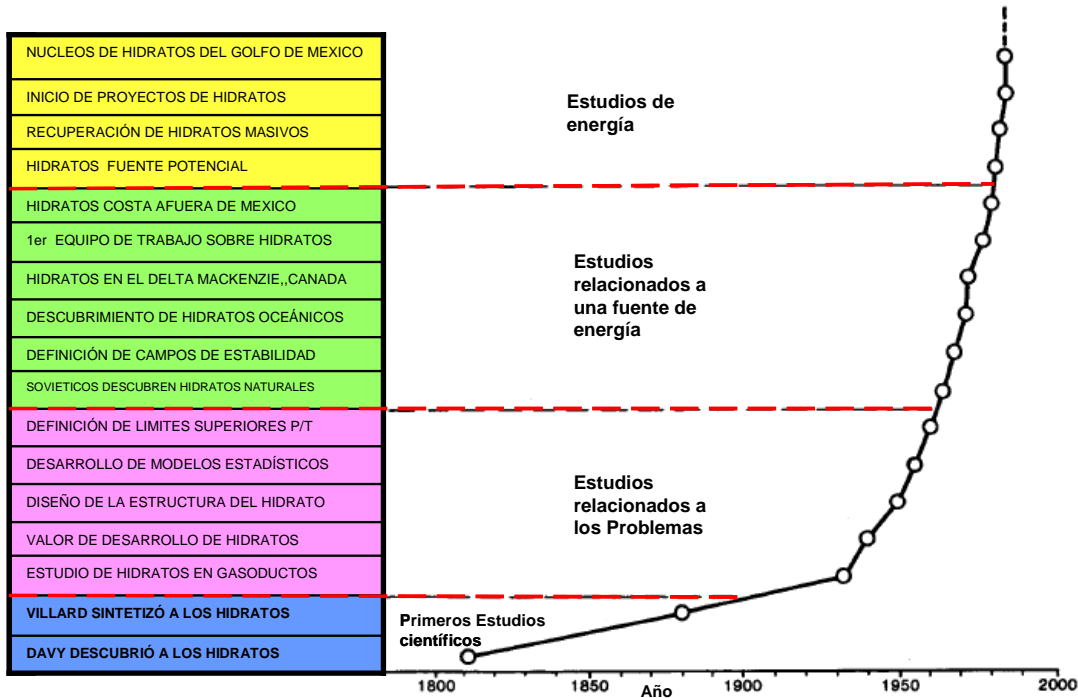 NUCLEOS DE HIDRATOS DEL GOLFO DE MEXICO
INICIO DE PROYECTOS DE HIDRATOS
RECUPERACIÓN DE HIDRATOS MASIVOS
HIDRATOS FUENTE POTENCIAL
HIDRATOS COSTA AFUERA DE MEXICO
1er EQUIPO DE TRABAJO SOBRE HIDRATOS
HIDRATOS EN EL DELTA MACKENZIE,,CANADA
DESCUBRIMIENTO DE HIDRATOS OCEÁNICOS
DEFINICIÓN DE CAMPOS DE ESTABILIDAD
SOVIETICOS DESCUBREN HIDRATOS NATURALES
DEFINICIÓN DE LIMITES SUPERIORES P/T
DESARROLLO DE MODELOS ESTADÍSTICOS
DISEÑO DE LA ESTRUCTURA DEL HIDRATO
VALOR DE DESARROLLO DE HIDRATOS
ESTUDIO DE HIDRATOS EN GASODUCTOS
VILLARD SINTETIZÓ A LOS HIDRATOS
DAVY DESCUBRIÓ A LOS HIDRATOS
Estudios de
energía
Estudios
relacionados a
una fuente de
energía
Estudios
relacionados a
los Problemas
Primeros Estudios
científicos
1800 1850 1900 1950 2000
Año